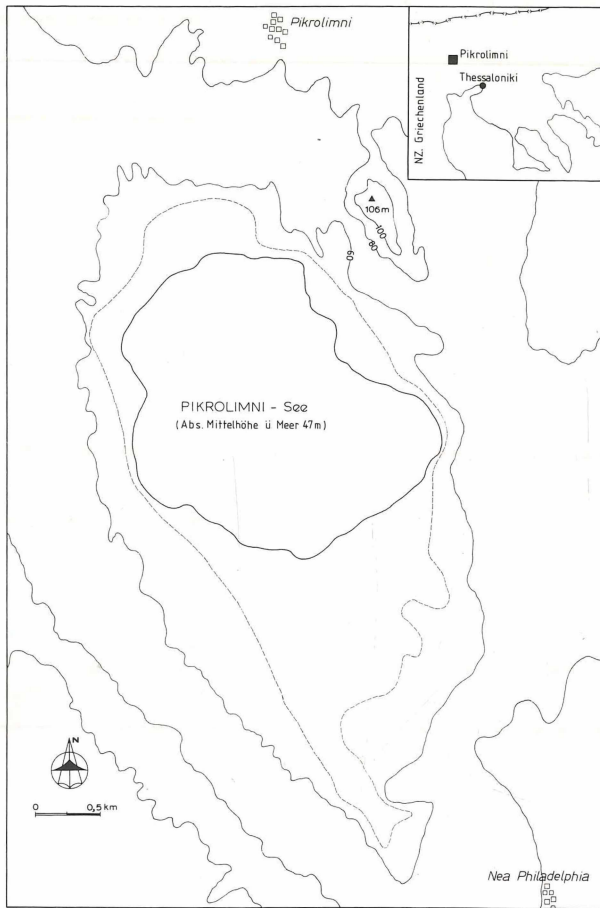 Pikrolimni
Pikrolimni
Thessaloniki
NZ. Griechenland
106m
100
80
60
PIKROLIMNI - See
(Abs. Mittelhöhe ü Meer 47m)
N
0 0,5 km
Nea Philadelphia